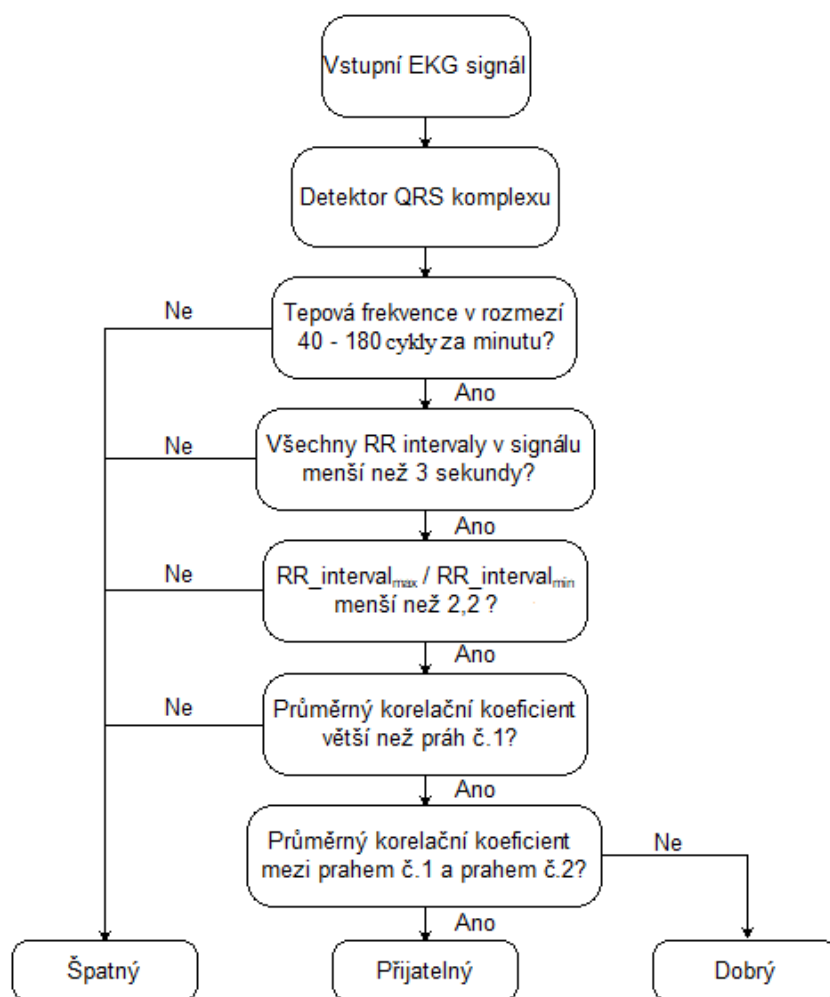 Vstupní EKG signál
Detektor QRS komplexu
Ne
Tepová frekvence v rozmezí
40 - 180 cykly za minutu?
Ano
Ne
Všechny RR intervaly v signálu
menší než 3 sekundy?
Ano
Ne
RR_interval_max / RR_interval_min
menší než 2,2 ?
Ano
Ne
Průměrný korelační koeficient
větší než práh č.1?
Ano
Průměrný korelační koeficient
mezi prahem č.1 a prahem č.2?
Ne
Ano
Špatný
Přijatelný
Dobrý